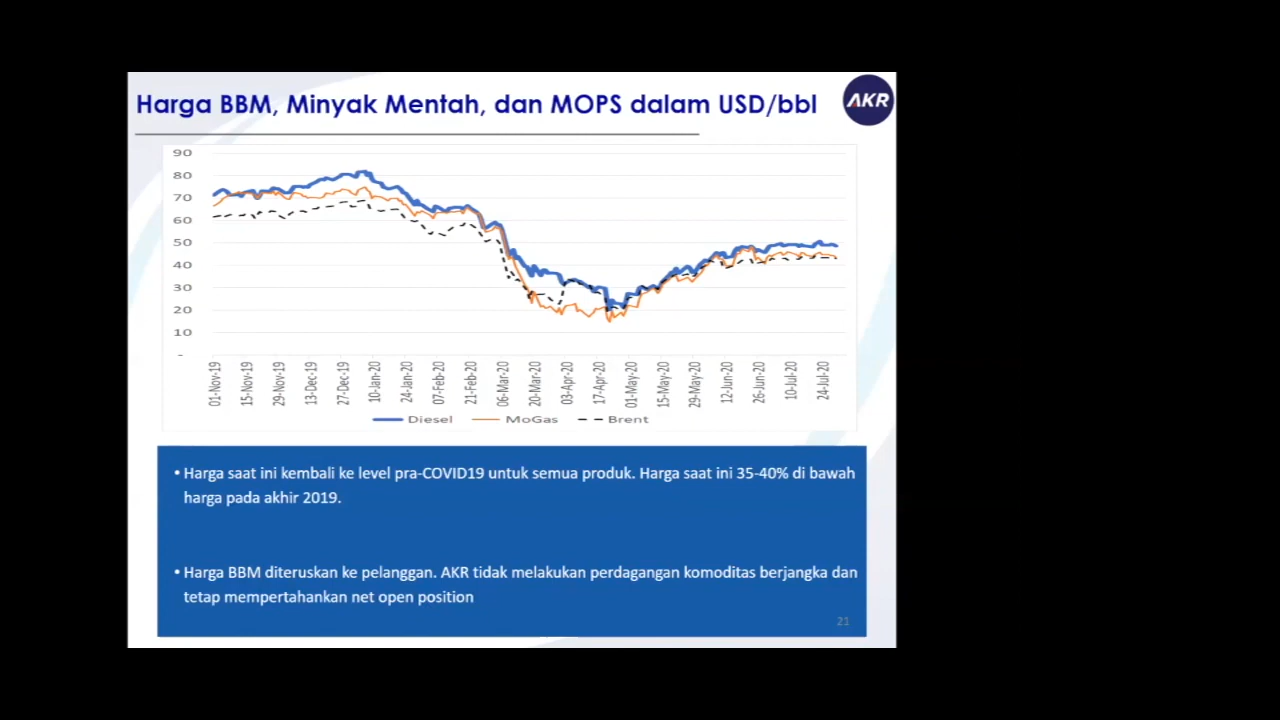 Harga BBM, Minyak Mentah, dan MOPS dalam USD/bbl
AKR
90
80
70
60
50
40
30
20
10
-
01-Nov-19
15-Nov-19
29-Nov-19
13-Dec-19
27-Dec-19
10-Jan-20
24-Jan-20
07-Feb-20
21-Feb-20
06-Mar-20
20-Mar-20
03-Apr-20
17-Apr-20
01-May-20
15-May-20
29-May-20
12-Jun-20
26-Jun-20
10-Jul-20
24-Jul-20
Diesel MoGas Brent
• Harga saat ini kembali ke level pra-COVID19 untuk semua produk. Harga saat ini 35-40% di bawah
harga pada akhir 2019.
• Harga BBM diteruskan ke pelanggan. AKR tidak melakukan perdagangan komoditas berjangka dan
tetap mempertahankan net open position
21